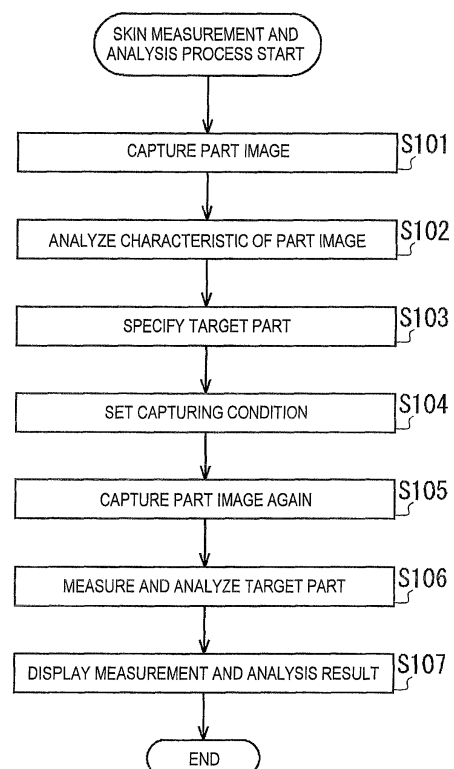 SKIN MEASUREMENT AND
ANALYSIS PROCESS START
CAPTURE PART IMAGE
S101
ANALYZE CHARACTERISTIC OF PART IMAGE
S102
SPECIFY TARGET PART
S103
SET CAPTURING CONDITION
S104
CAPTURE PART IMAGE AGAIN
S105
MEASURE AND ANALYZE TARGET PART
S106
DISPLAY MEASUREMENT AND ANALYSIS RESULT
S107
END